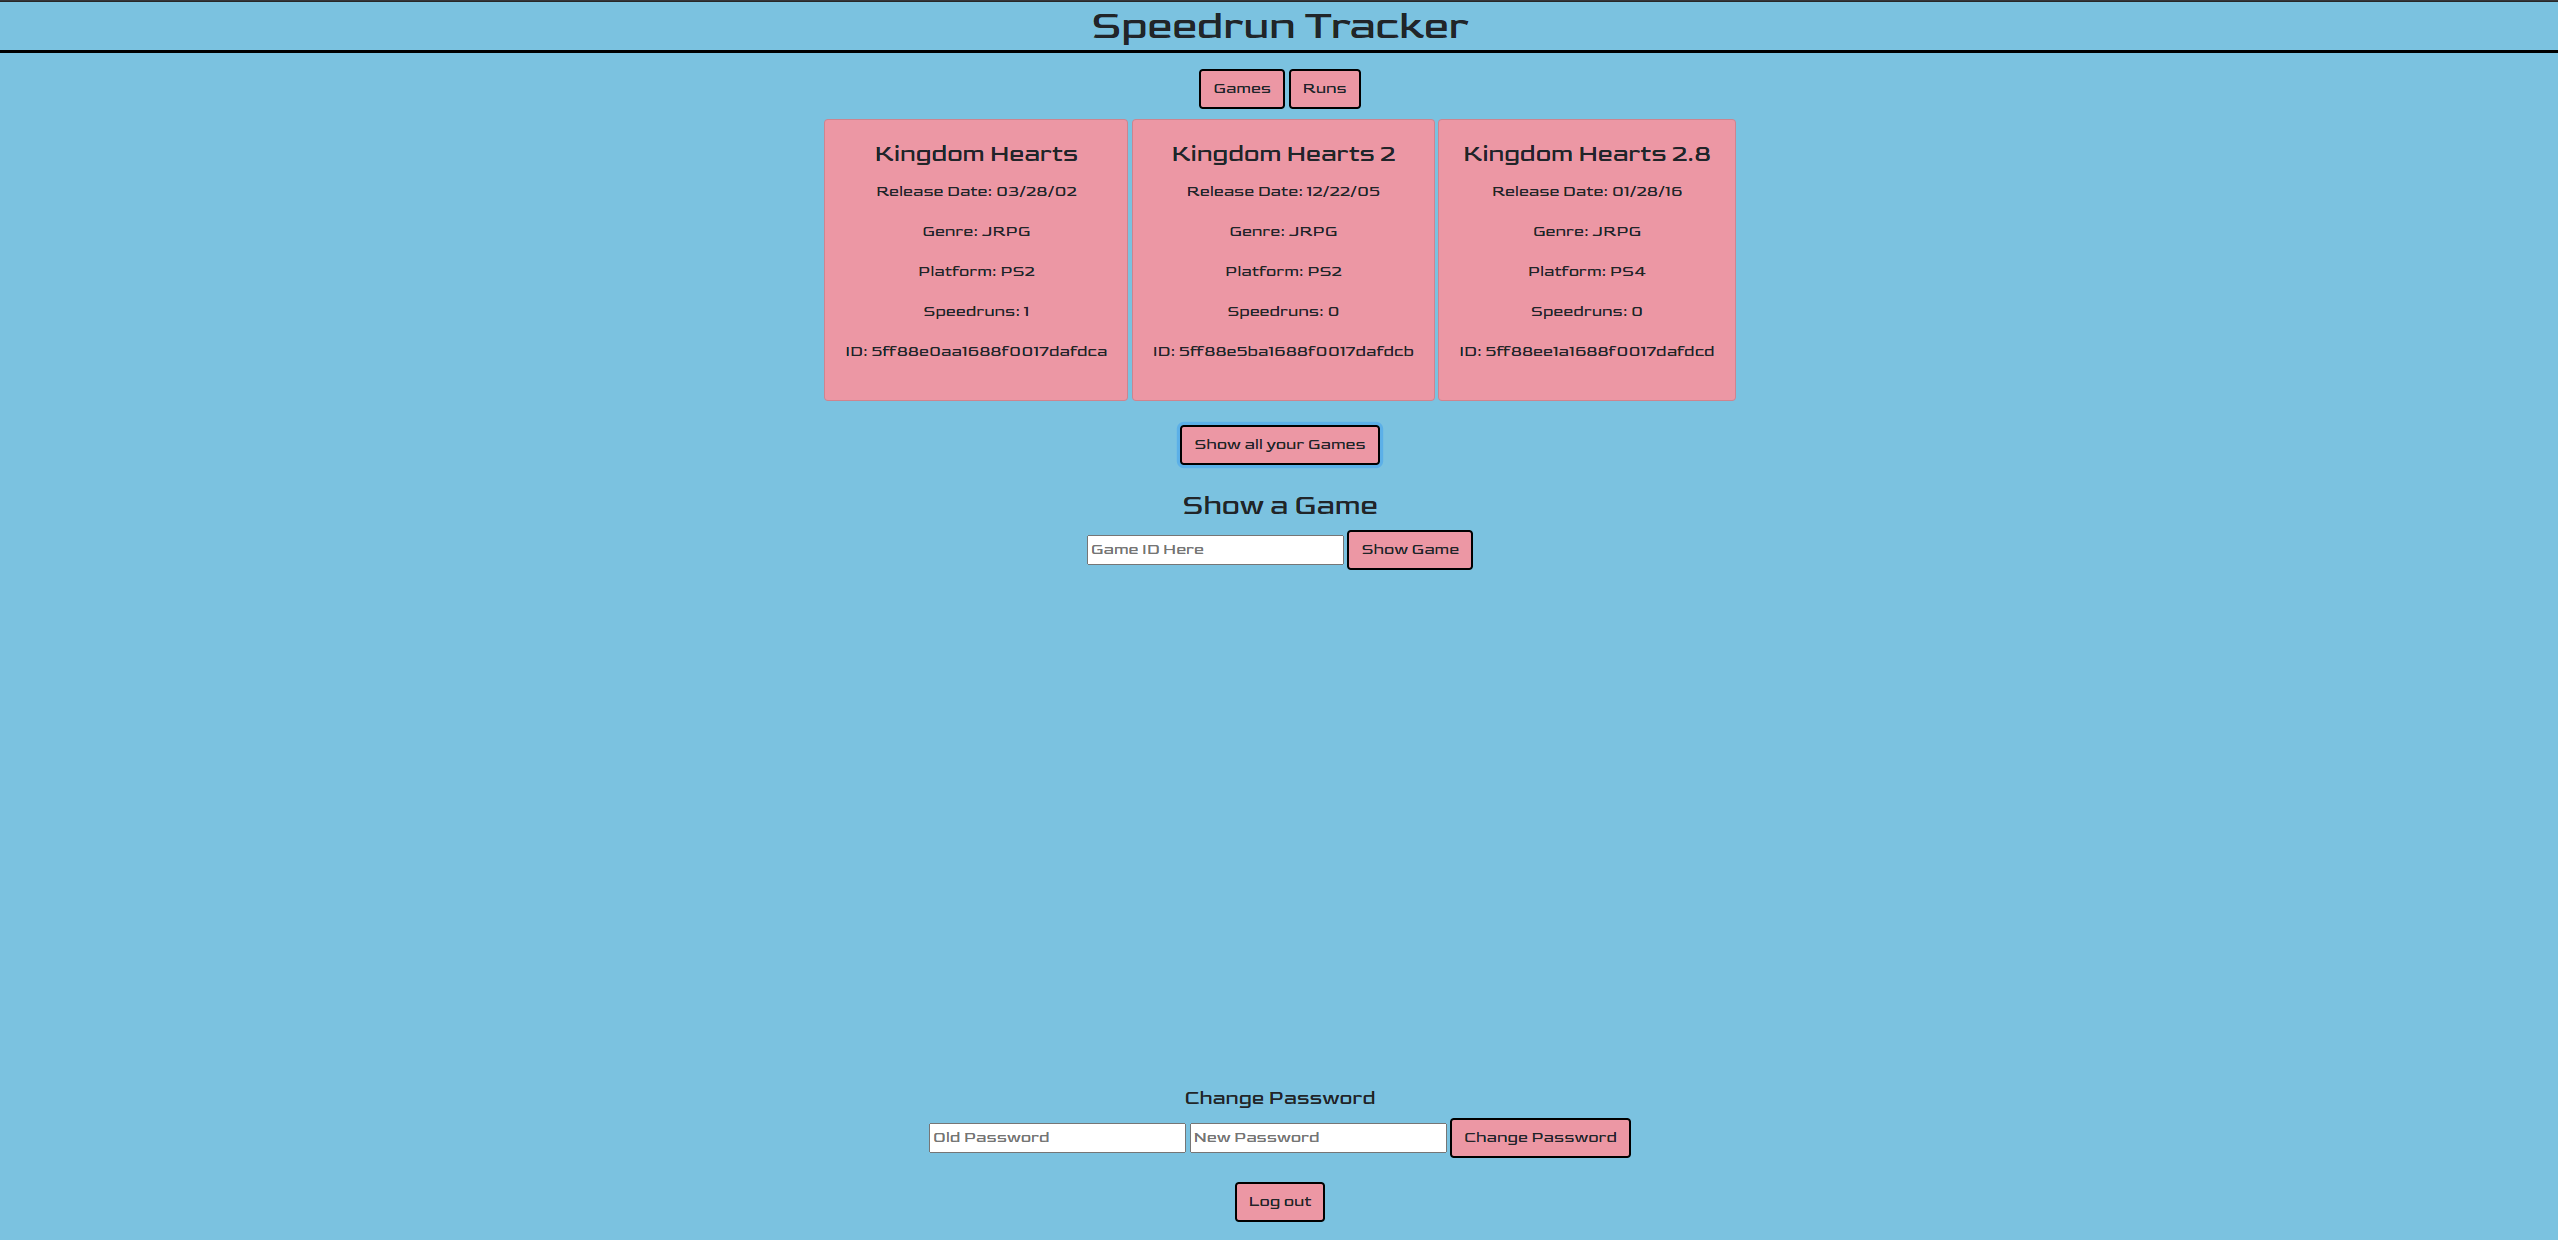 Speedrun Tracker
Games Runs
Kingdom Hearts
Release Date: 03/28/02
Genre: JRPG
Platform: PS2
Speedruns: 1
ID: 5ff88e0aa1688f0017dafdca
Kingdom Hearts 2
Release Date: 12/22/05
Genre: JRPG
Platform: PS2
Speedruns: 0
ID: 5ff88e5ba1688f0017dafdcb
Kingdom Hearts 2.8
Release Date: 01/28/16
Genre: JRPG
Platform: PS4
Speedruns: 0
ID: 5ff88ee1a1688f0017dafdcd
Show all your Games
Show a Game
Game ID Here Show Game
Change Password
Old Password New Password Change Password
Log out